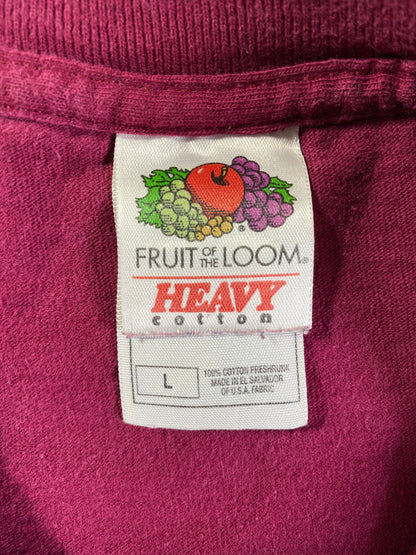 FRUIT OF THE LOOM®
HEAVY
cotton
L
100% COTTON PRESHRUNK
MADE IN EL SALVADOR
OF U.S.A. FABRIC